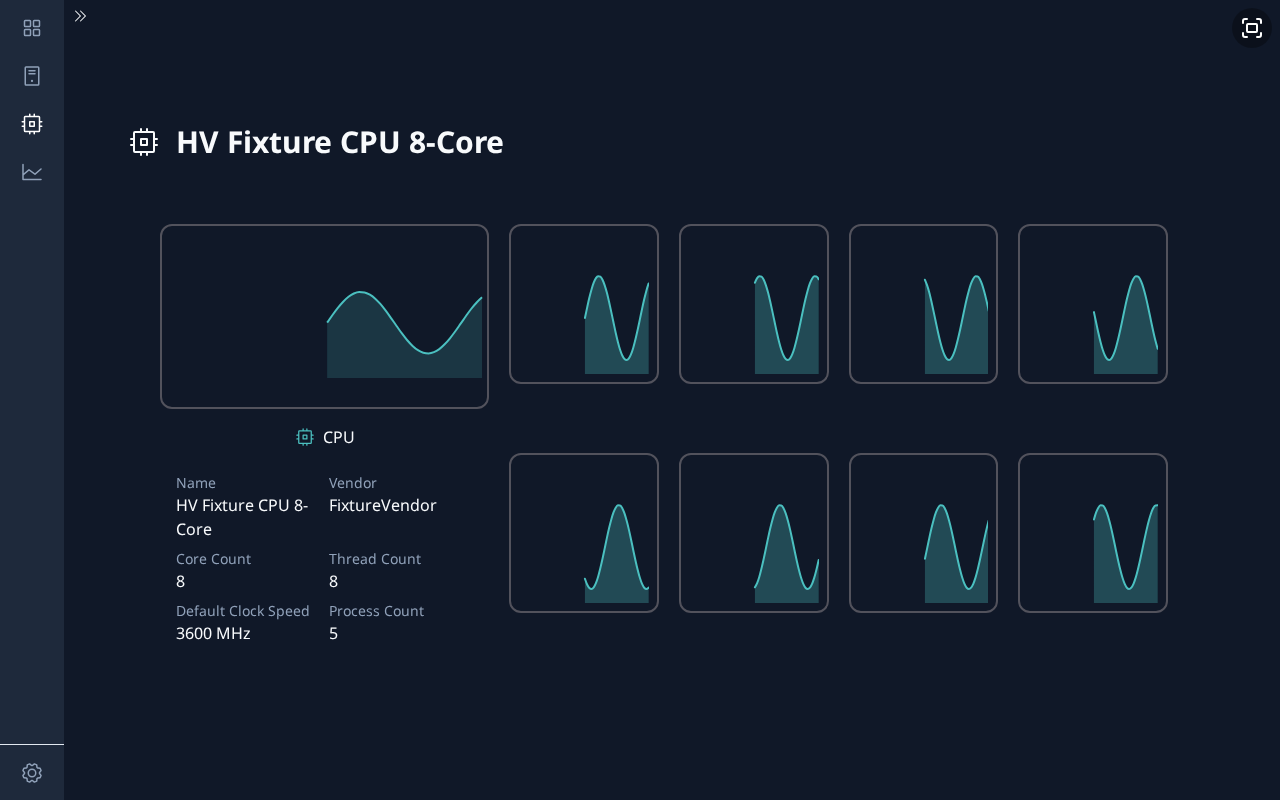 HV Fixture CPU 8-Core
CPU
Name
HV Fixture CPU 8-
Core
Vendor
FixtureVendor
Core Count
8
Thread Count
8
Default Clock Speed
3600 MHz
Process Count
5